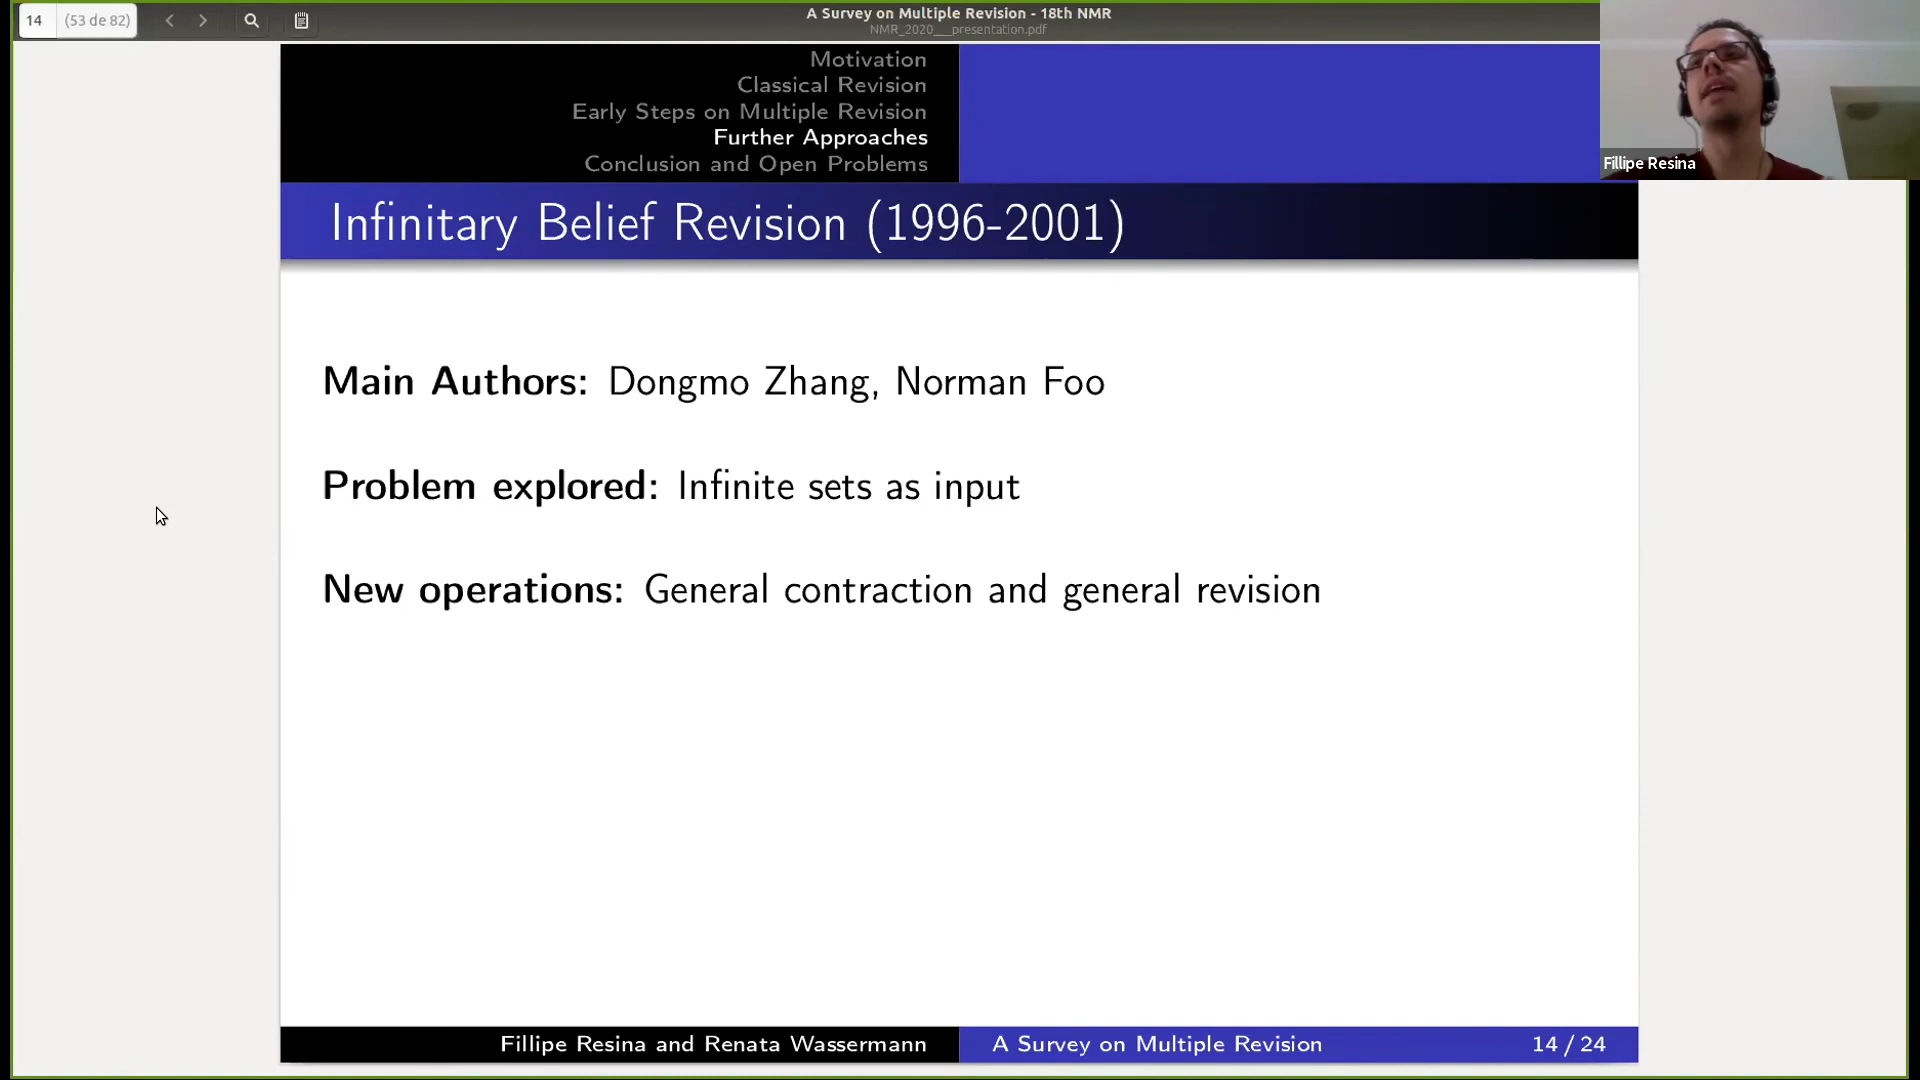 14 (53 de 82)
A Survey on Multiple Revision - 18th NMR
NMR_2020___presentation.pdf
Motivation
Classical Revision
Early Steps on Multiple Revision
Further Approaches
Conclusion and Open Problems
Fillipe Resina
Infinitary Belief Revision (1996-2001)
Main Authors: Dongmo Zhang, Norman Foo
Problem explored: Infinite sets as input
New operations: General contraction and general revision
Fillipe Resina and Renata Wassermann A Survey on Multiple Revision 14 / 24